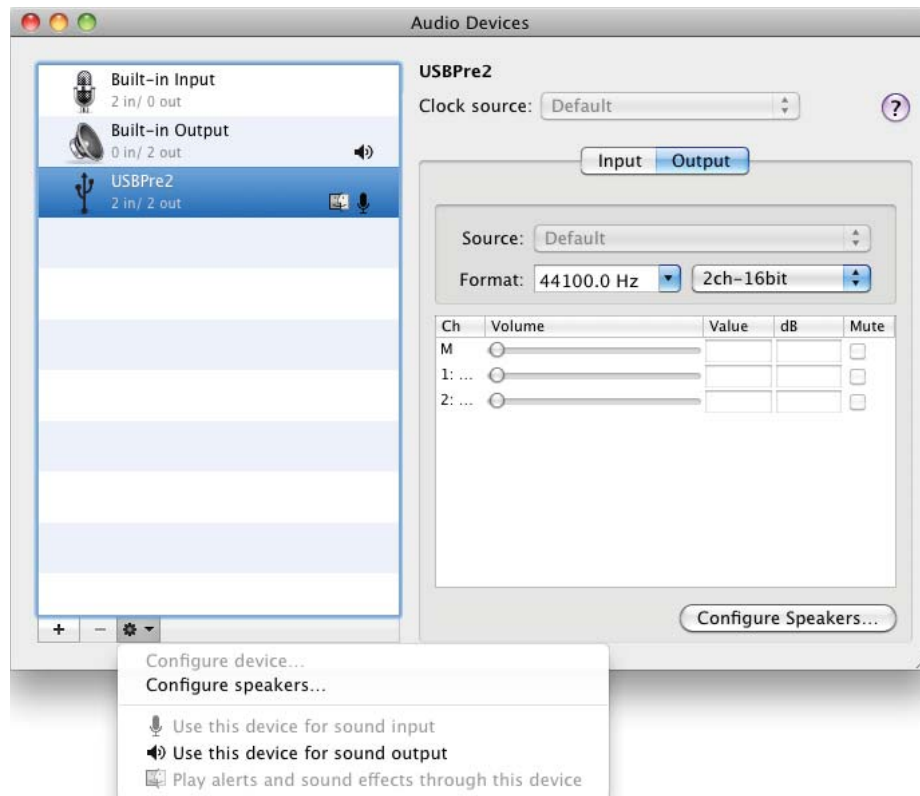 Audio Devices
Built-in Input
2 in/ 0 out
Built-in Output
0 in/ 2 out
USBPre2
2 in/ 2 out
+ −
USBPre2
Clock source: Default
?
Input Output
Source: Default
Format: 44100.0 Hz 2ch-16bit
Ch Volume Value dB Mute
M
1: ...
2: ...
Configure Speakers...
Configure device...
Configure speakers...
Use this device for sound input
Use this device for sound output
Play alerts and sound effects through this device